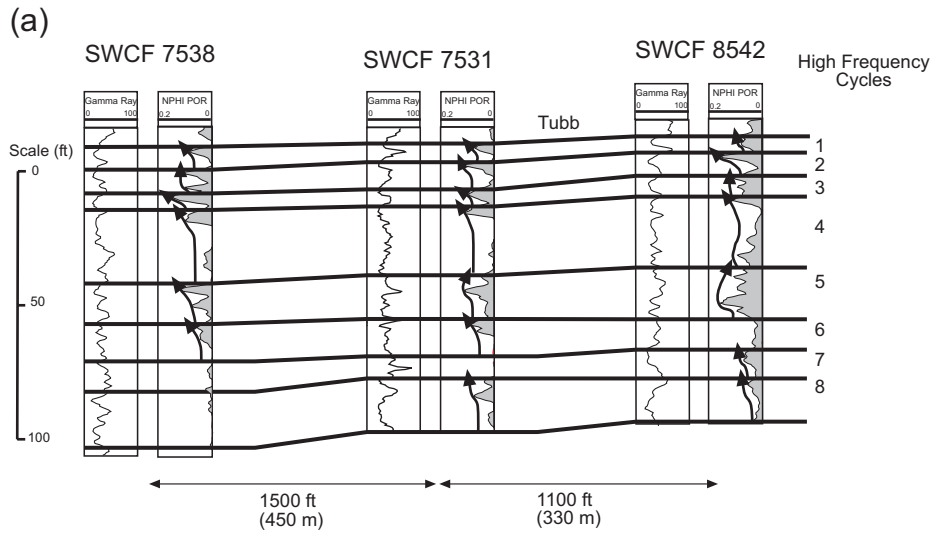 (a)
SWCF 7538
SWCF 7531
SWCF 8542
High Frequency
Cycles
Gamma Ray
0 100
NPHI POR
0.2 0
Gamma Ray
0 100
NPHI POR
0.2 0
Gamma Ray
0 100
NPHI POR
0.2 0
Tubb
Scale (ft)
0
50
100
1
2
3
4
5
6
7
8
1500 ft
(450 m)
1100 ft
(330 m)